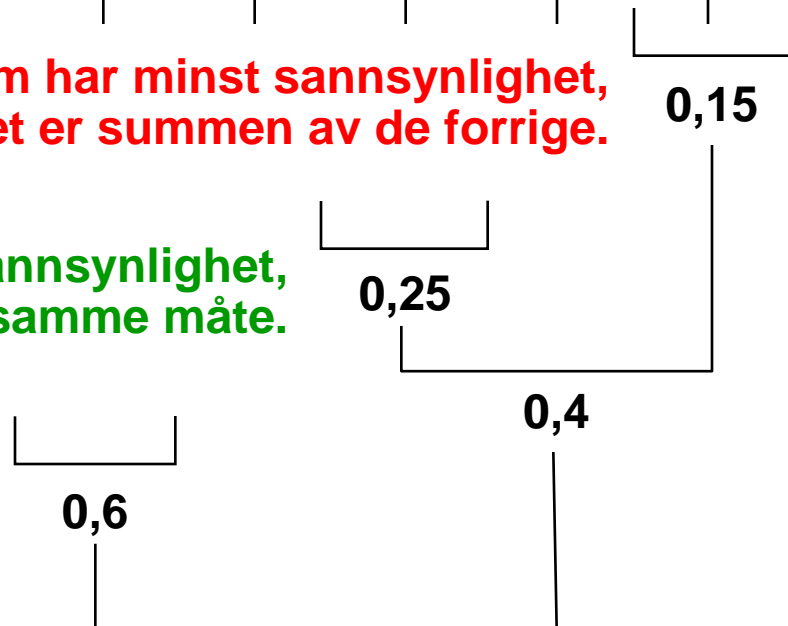 m har minst sannsynlighet,
et er summen av de forrige.
0,15
annsynlighet,
samme måte.
0,25
0,4
0,6